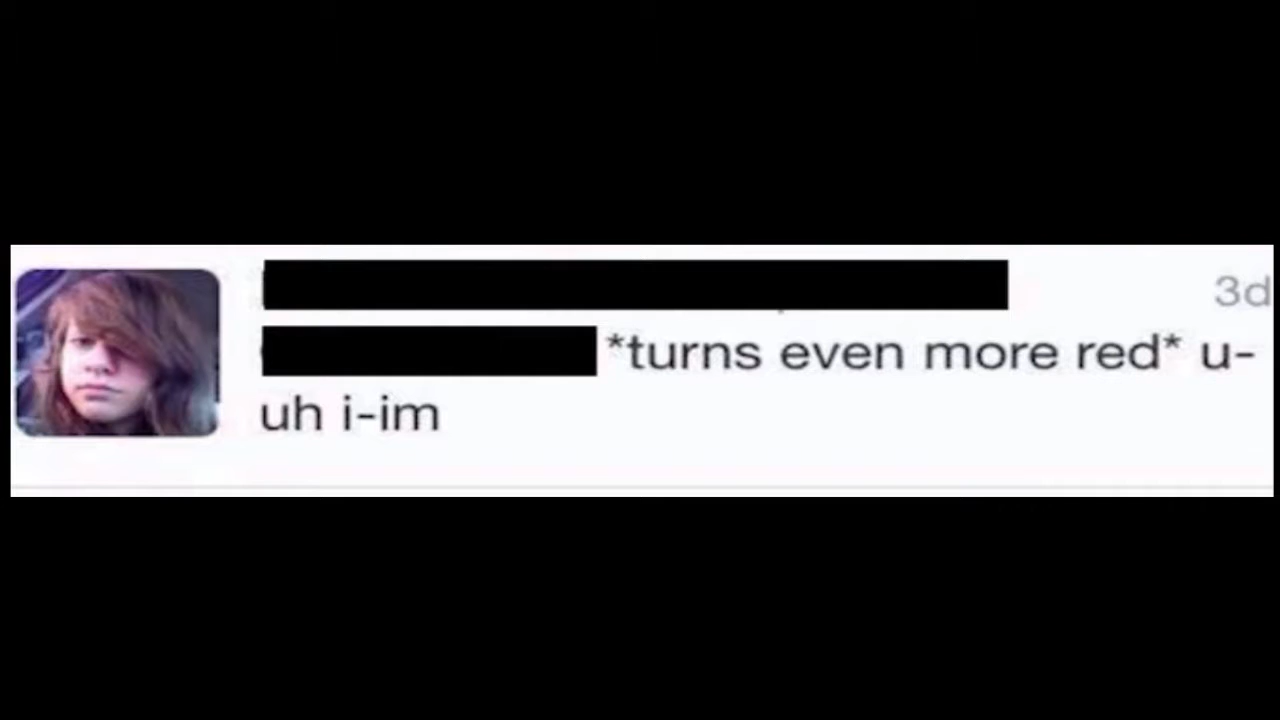 3d
*turns even more red* u-
uh i-im